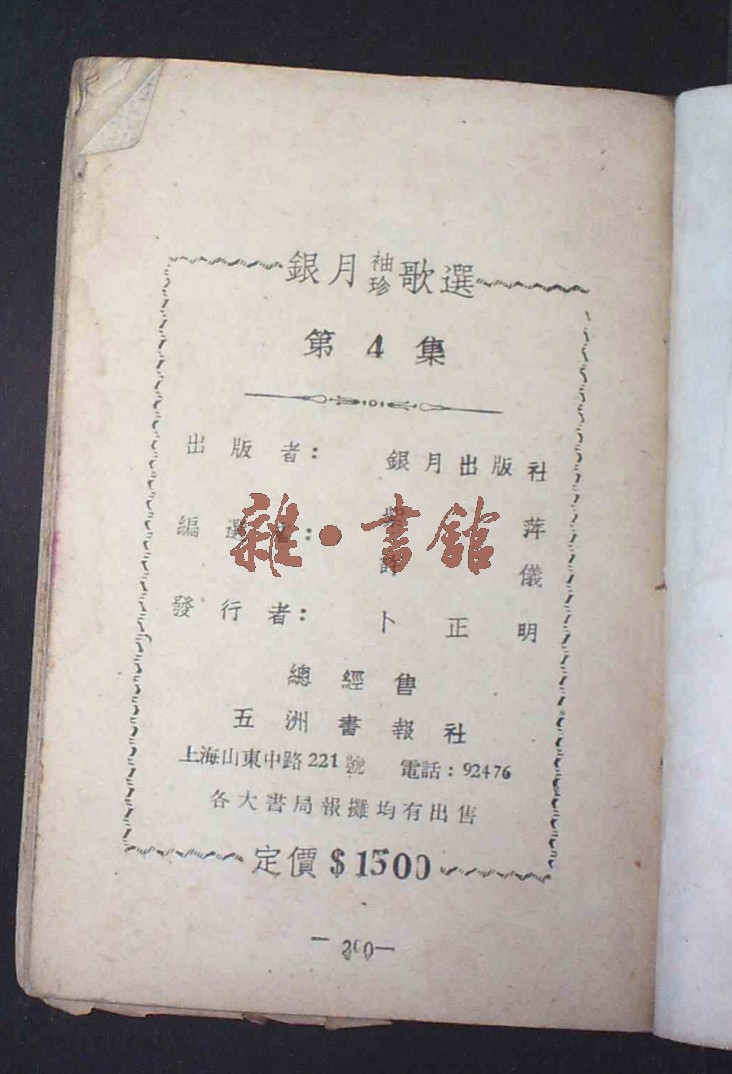 銀月袖珍歌選
第 4 集
出版者： 銀月出版社
編選者： 萍
儀
發行者： 卜正明
總經售
五洲書報社
上海山東中路221號 電話：92476
各大書局報攤均有出售
定價 $1500
雜·書館